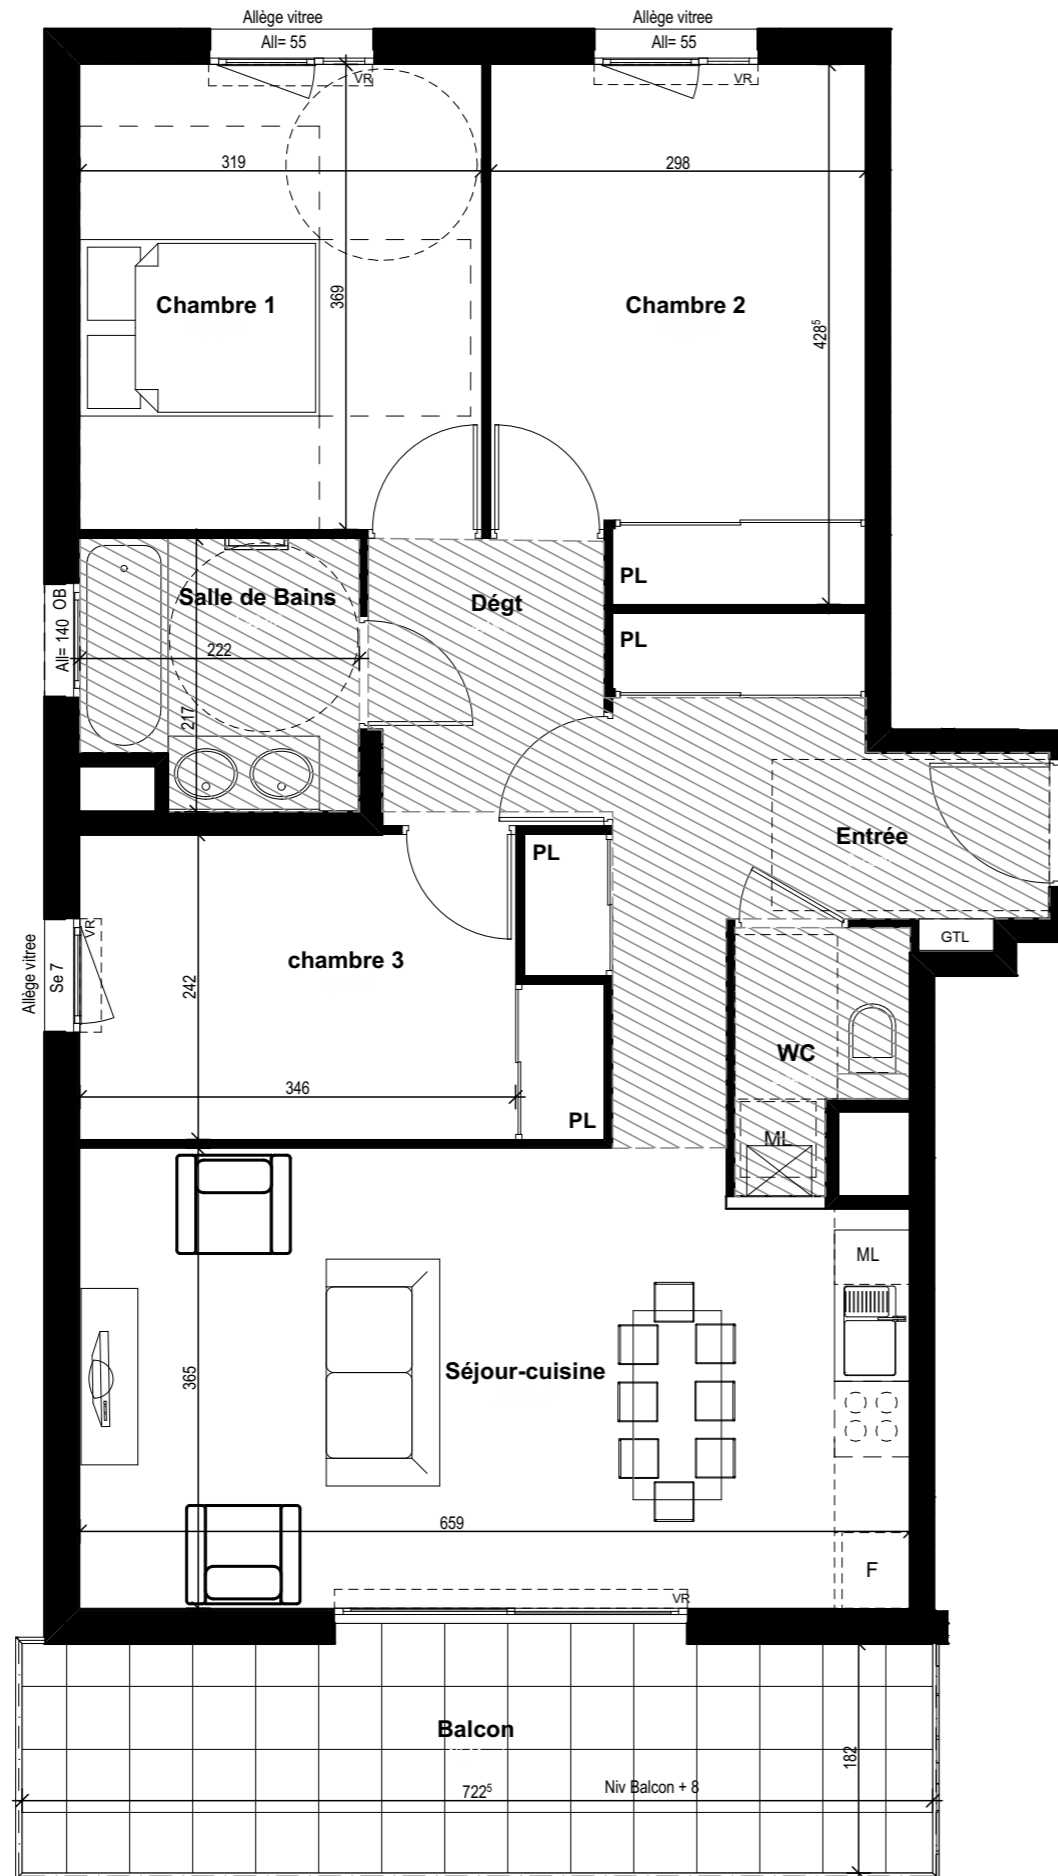 Allège vitree
All= 55
VR
Allège vitree
All= 55
VR
319
298
369
428⁵
Chambre 1
Chambre 2
PL
PL
Salle de Bains
Dégt
All= 140 OB
222
217
Entrée
GTL
PL
chambre 3
Allège vitree
Se 7
VR
242
346
PL
WC
ML
ML
365
Séjour-cuisine
659
F
VR
Balcon
182
722⁵
Niv Balcon + 8